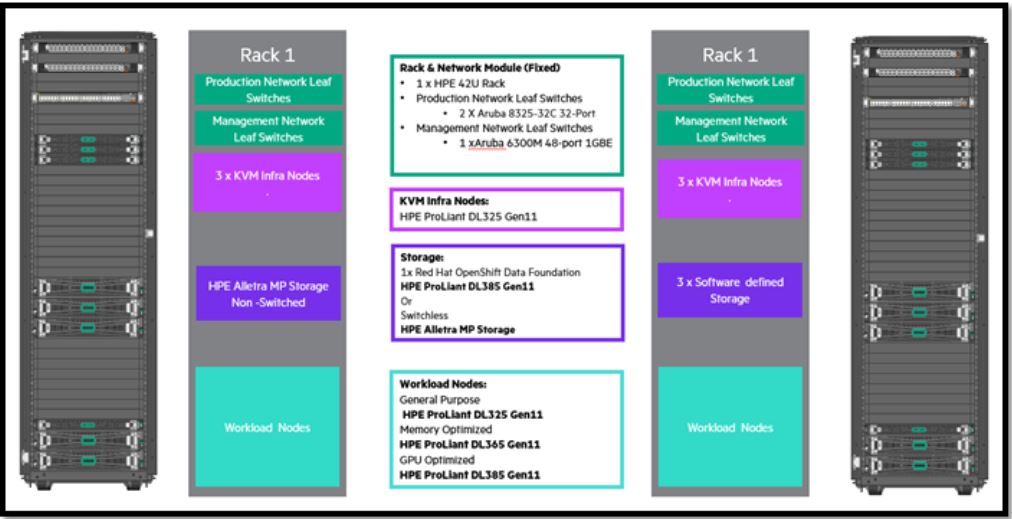 Rack 1
Production Network Leaf
Switches
Management Network
Leaf Switches
3 x KVM Infra Nodes
.
HPE Alletra MP Storage
Non -Switched
Workload Nodes
Rack & Network Module (Fixed)
• 1 x HPE 42U Rack
• Production Network Leaf Switches
• 2 X Aruba 8325-32C 32-Port
• Management Network Leaf Switches
• 1 xAruba 6300M 48-port 1GBE
KVM Infra Nodes:
HPE ProLiant DL325 Gen11
Storage:
1x Red Hat OpenShift Data Foundation
HPE ProLiant DL385 Gen11
Or
Switchless
HPE Alletra MP Storage
Workload Nodes:
General Purpose
HPE ProLiant DL325 Gen11
Memory Optimized
HPE ProLiant DL365 Gen11
GPU Optimized
HPE ProLiant DL385 Gen11
Rack 1
Production Network Leaf
Switches
Management Network
Leaf Switches
3 x KVM Infra Nodes
.
3 x Software defined
Storage
Workload Nodes